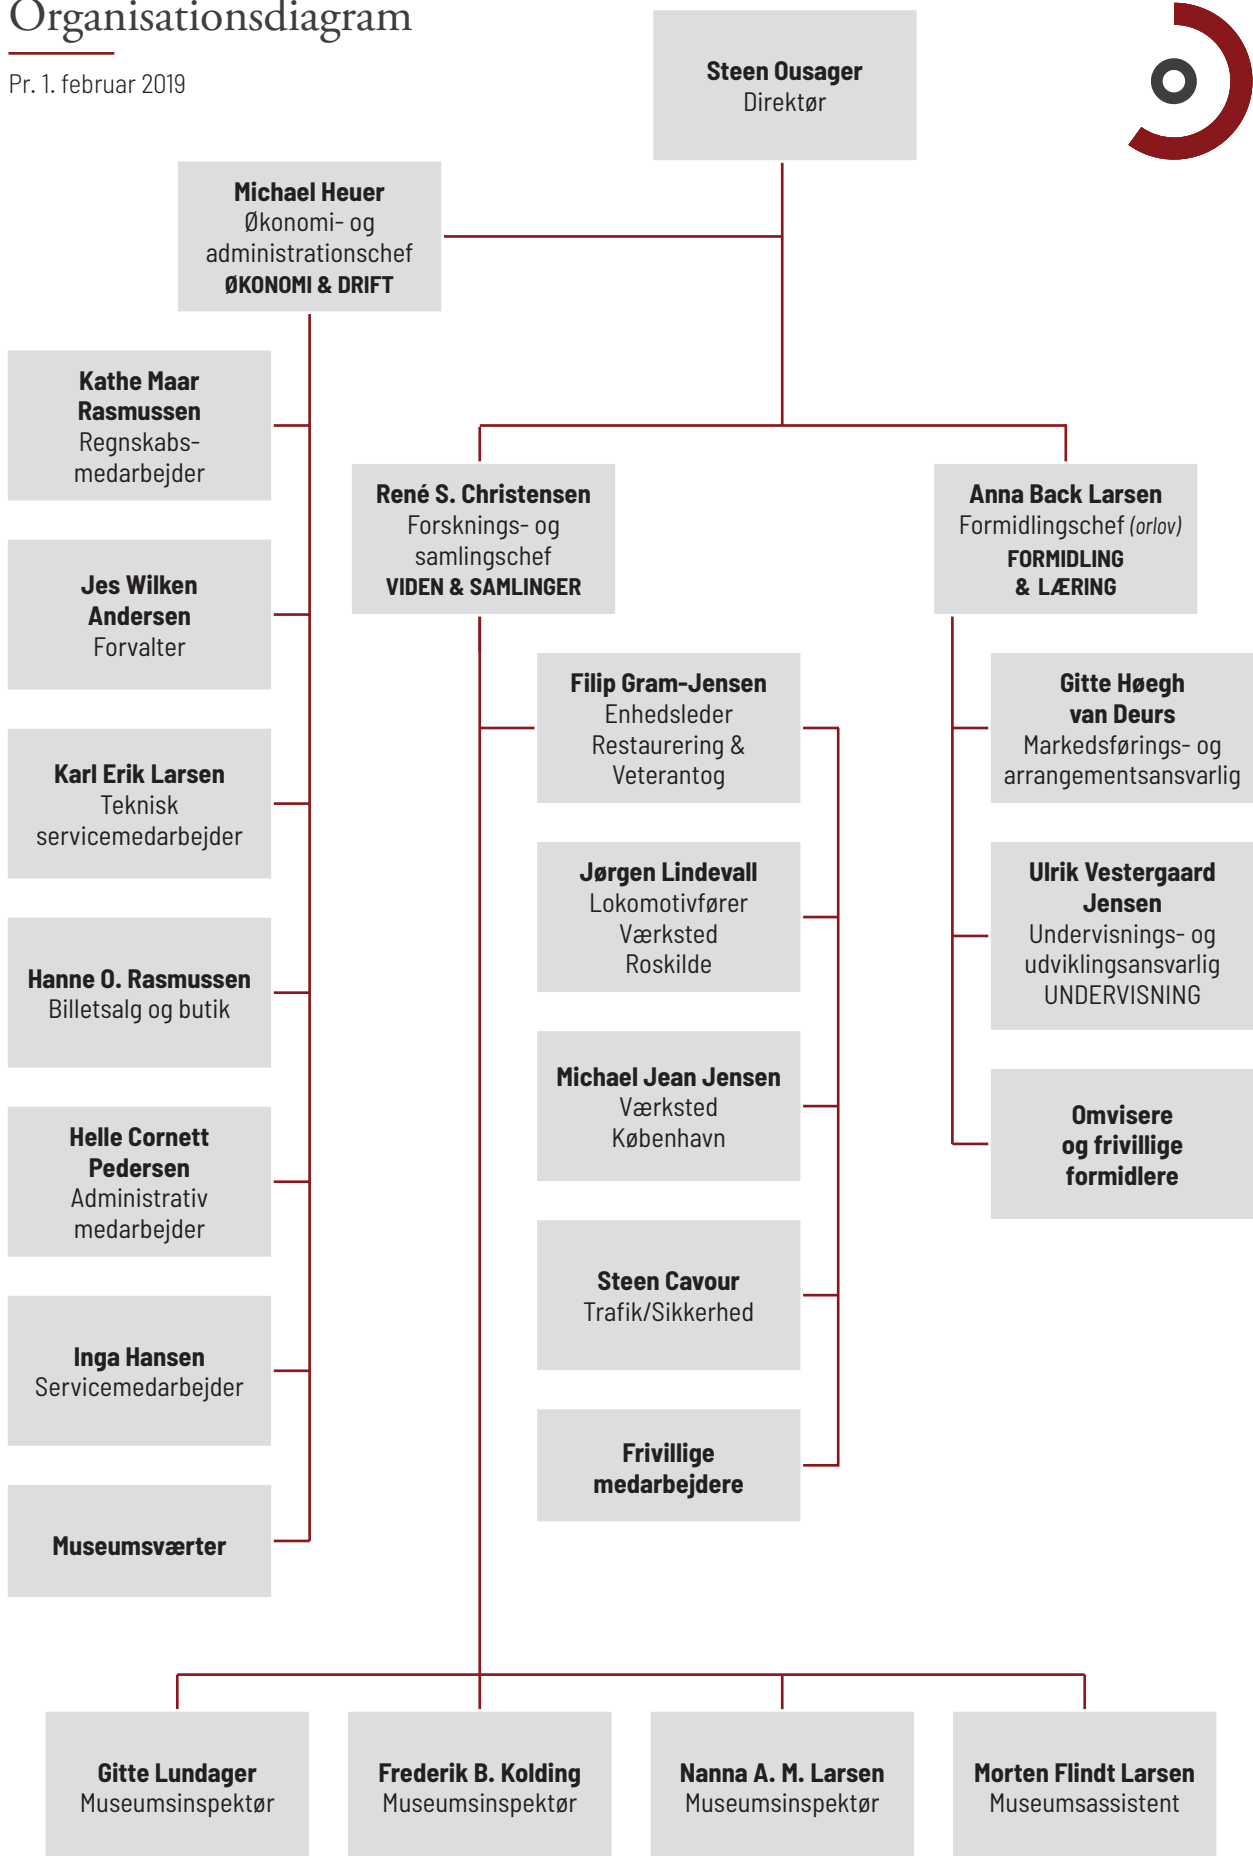 Organisationsdiagram
Pr. 1. februar 2019
Steen Ousager
Direktør
Michael Heuer
Økonomi- og
administrationschef
ØKONOMI & DRIFT
Kathe Maar
Rasmussen
Regnskabs-
medarbejder
Jes Wilken
Andersen
Forvalter
Karl Erik Larsen
Teknisk
servicemedarbejder
Hanne O. Rasmussen
Billetsalg og butik
Helle Cornett
Pedersen
Administrativ
medarbejder
Inga Hansen
Servicemedarbejder
Museumsværter
René S. Christensen
Forsknings- og
samlingschef
VIDEN & SAMLINGER
Filip Gram-Jensen
Enhedsleder
Restaurering &
Veterantog
Jørgen Lindevall
Lokomotivfører
Værksted
Roskilde
Michael Jean Jensen
Værksted
København
Steen Cavour
Trafik/Sikkerhed
Frivillige
medarbejdere
Anna Back Larsen
Formidlingschef (orlov)
FORMIDLING
& LÆRING
Gitte Høegh
van Deurs
Markedsførings- og
arrangementsansvarlig
Ulrik Vestergaard
Jensen
Undervisnings- og
udviklingsansvarlig
UNDERVISNING
Omvisere
og frivillige
formidlere
Gitte Lundager
Museumsinspektør
Frederik B. Kolding
Museumsinspektør
Nanna A. M. Larsen
Museumsinspektør
Morten Flindt Larsen
Museumsassistent